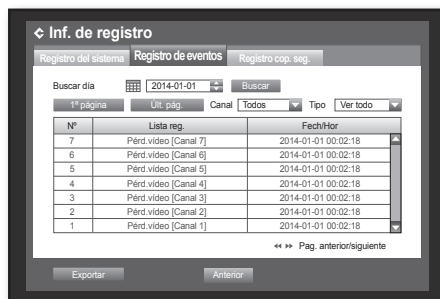 Inf. de registro
Registro del sistema Registro de eventos Registro cop. seg.
Buscar día 2014-01-01 Buscar
1ª página Últ. pág. Canal Todos Tipo Ver todo
Nº Lista reg. Fech/Hor
7 Pérd.vídeo [Canal 7] 2014-01-01 00:02:18
6 Pérd.vídeo [Canal 6] 2014-01-01 00:02:18
5 Pérd.vídeo [Canal 5] 2014-01-01 00:02:18
4 Pérd.vídeo [Canal 4] 2014-01-01 00:02:18
3 Pérd.vídeo [Canal 3] 2014-01-01 00:02:18
2 Pérd.vídeo [Canal 2] 2014-01-01 00:02:18
1 Pérd.vídeo [Canal 1] 2014-01-01 00:02:18
Pag. anterior/siguiente
Exportar Anterior